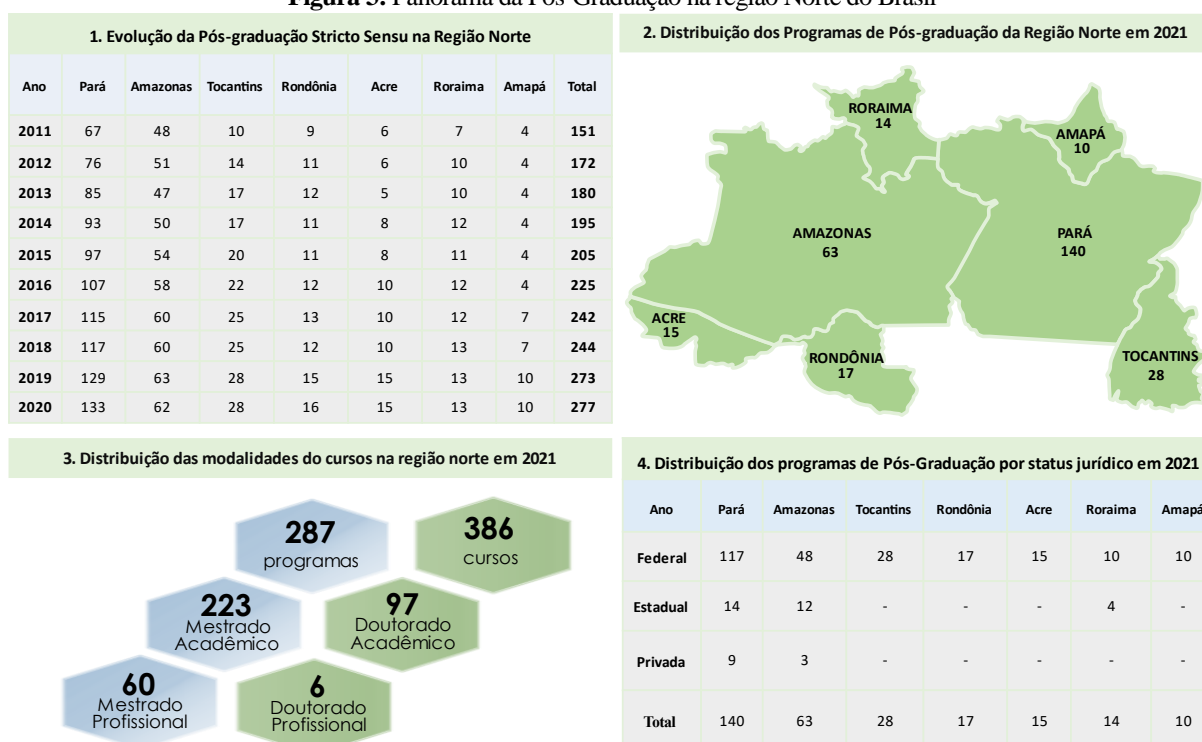 Figura 3. Panorama da Pós-Graduação na região Norte do Brasil
1. Evolução da Pós-graduação Stricto Sensu na Região Norte
Ano Pará Amazonas Tocantins Rondônia Acre Roraima Amapá Total
2011 67 48 10 9 6 7 4 151
2012 76 51 14 11 6 10 4 172
2013 85 47 17 12 5 10 4 180
2014 93 50 17 11 8 12 4 195
2015 97 54 20 11 8 11 4 205
2016 107 58 22 12 10 12 4 225
2017 115 60 25 13 10 12 7 242
2018 117 60 25 12 10 13 7 244
2019 129 63 28 15 15 13 10 273
2020 133 62 28 16 15 13 10 277
2. Distribuição dos Programas de Pós-graduação da Região Norte em 2021
RORAIMA
14
AMAPÁ
10
AMAZONAS
63
PARÁ
140
ACRE
15
RONDÔNIA
17
TOCANTINS
28
3. Distribuição das modalidades do cursos na região norte em 2021
287
programas
386
cursos
223
Mestrado
Acadêmico
97
Doutorado
Acadêmico
60
Mestrado
Profissional
6
Doutorado
Profissional
4. Distribuição dos programas de Pós-Graduação por status jurídico em 2021
Ano Pará Amazonas Tocantins Rondônia Acre Roraima Amapá
Federal 117 48 28 17 15 10 10
Estadual 14 12 - - - 4 -
Privada 9 3 - - - - -
Total 140 63 28 17 15 14 10